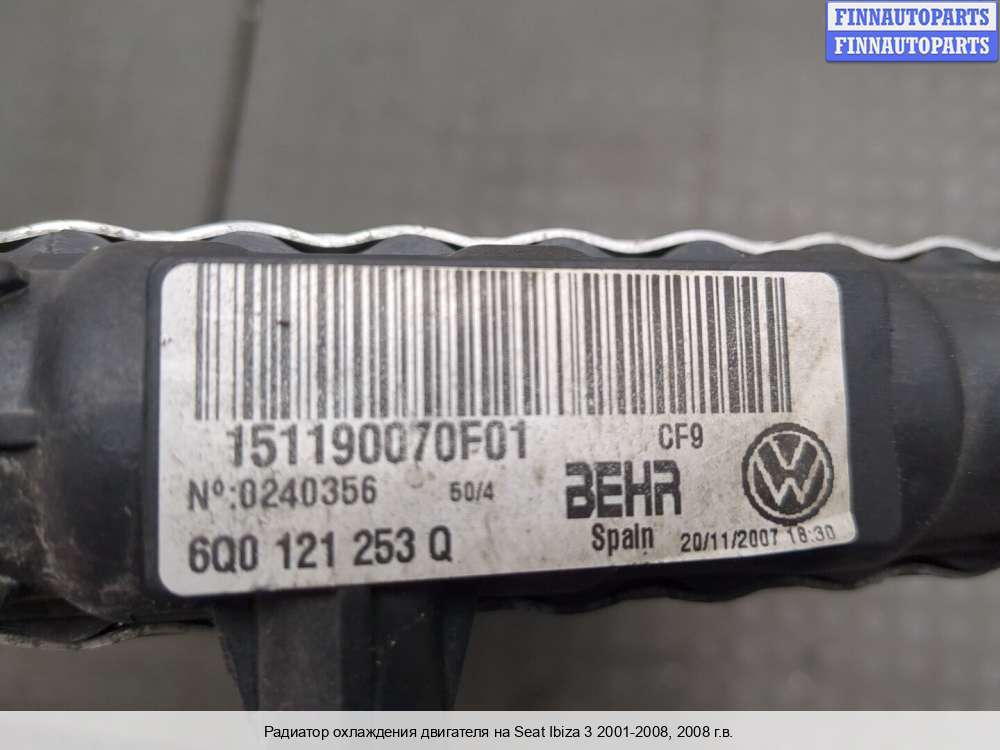 FINNAUTOPARTS
FINNAUTOPARTS
151190070F01
CF9
Nº:0240356
50/4
BEHR
6Q0 121 253 Q
Spain
20/11/2007 18:30
Радиатор охлаждения двигателя на Seat Ibiza 3 2001-2008, 2008 г.в.